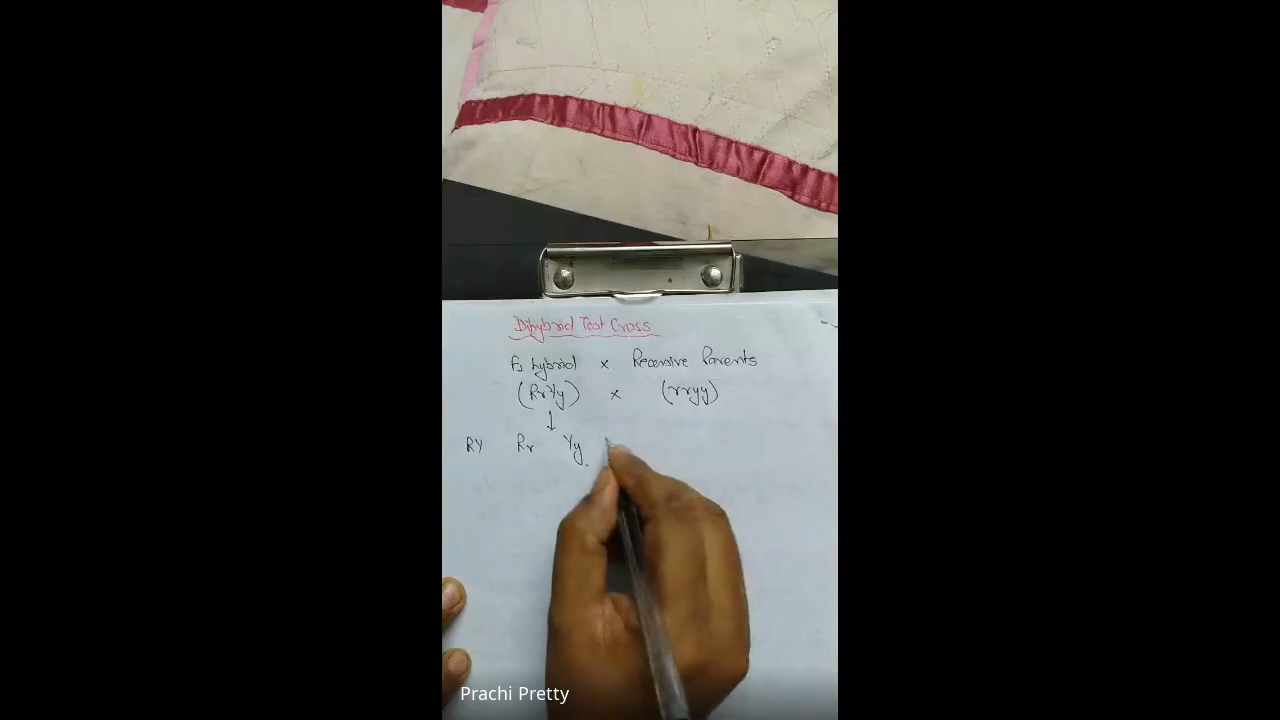 Dihybrid Test Cross
F1 hybrid × Recessive Parents
(RrYy) × (rryy)
↓
RY Rr Yy
Prachi Pretty